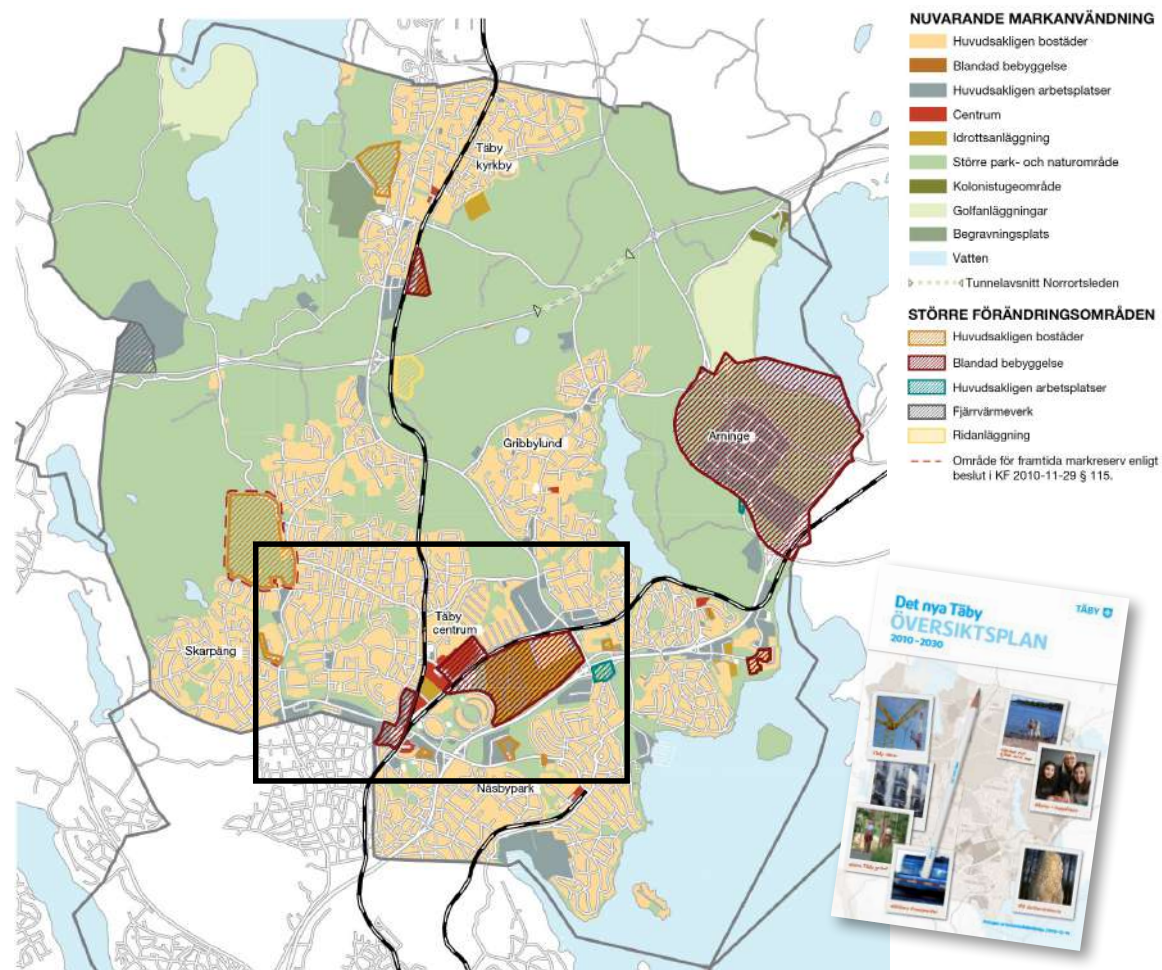 NUVARANDE MARKANVÄNDNING
Huvudsakligen bostäder
Blandad bebyggelse
Huvudsakligen arbetsplatser
Centrum
Idrottsanläggning
Större park- och naturområde
Kolonistugeområde
Golfanläggningar
Begravningsplats
Vatten
Tunnelavsnitt Norrortsleden
STÖRRE FÖRÄNDRINGSOMRÅDEN
Huvudsakligen bostäder
Blandad bebyggelse
Huvudsakligen arbetsplatser
Fjärrvärmeverk
Ridanläggning
Område för framtida markreserv enligt
beslut i KF 2010-11-29 § 115.
Täby
kyrkby
Gribbylund
Arninge
Täby
centrum
Skarpäng
Näsbypark
Det nya Täby
TÄBY
ÖVERSIKTSPLAN
2010-2030